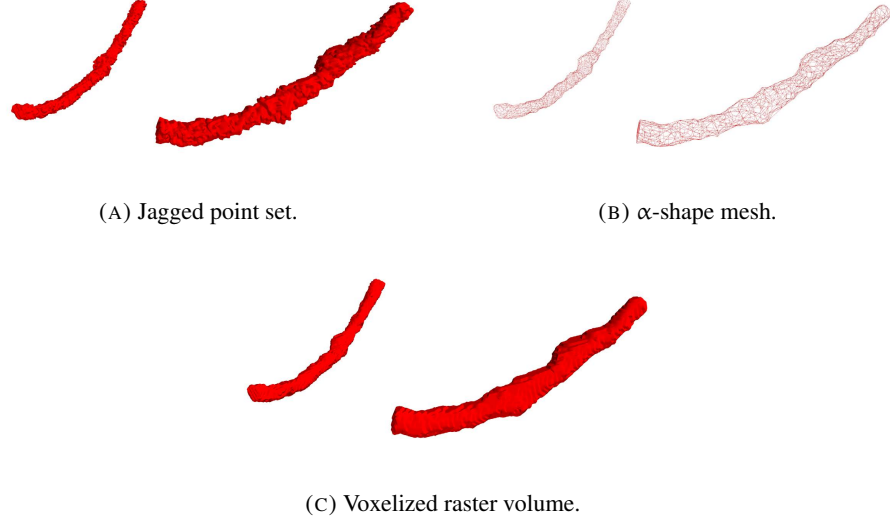 (A) Jagged point set.
(B) α-shape mesh.
(C) Voxelized raster volume.